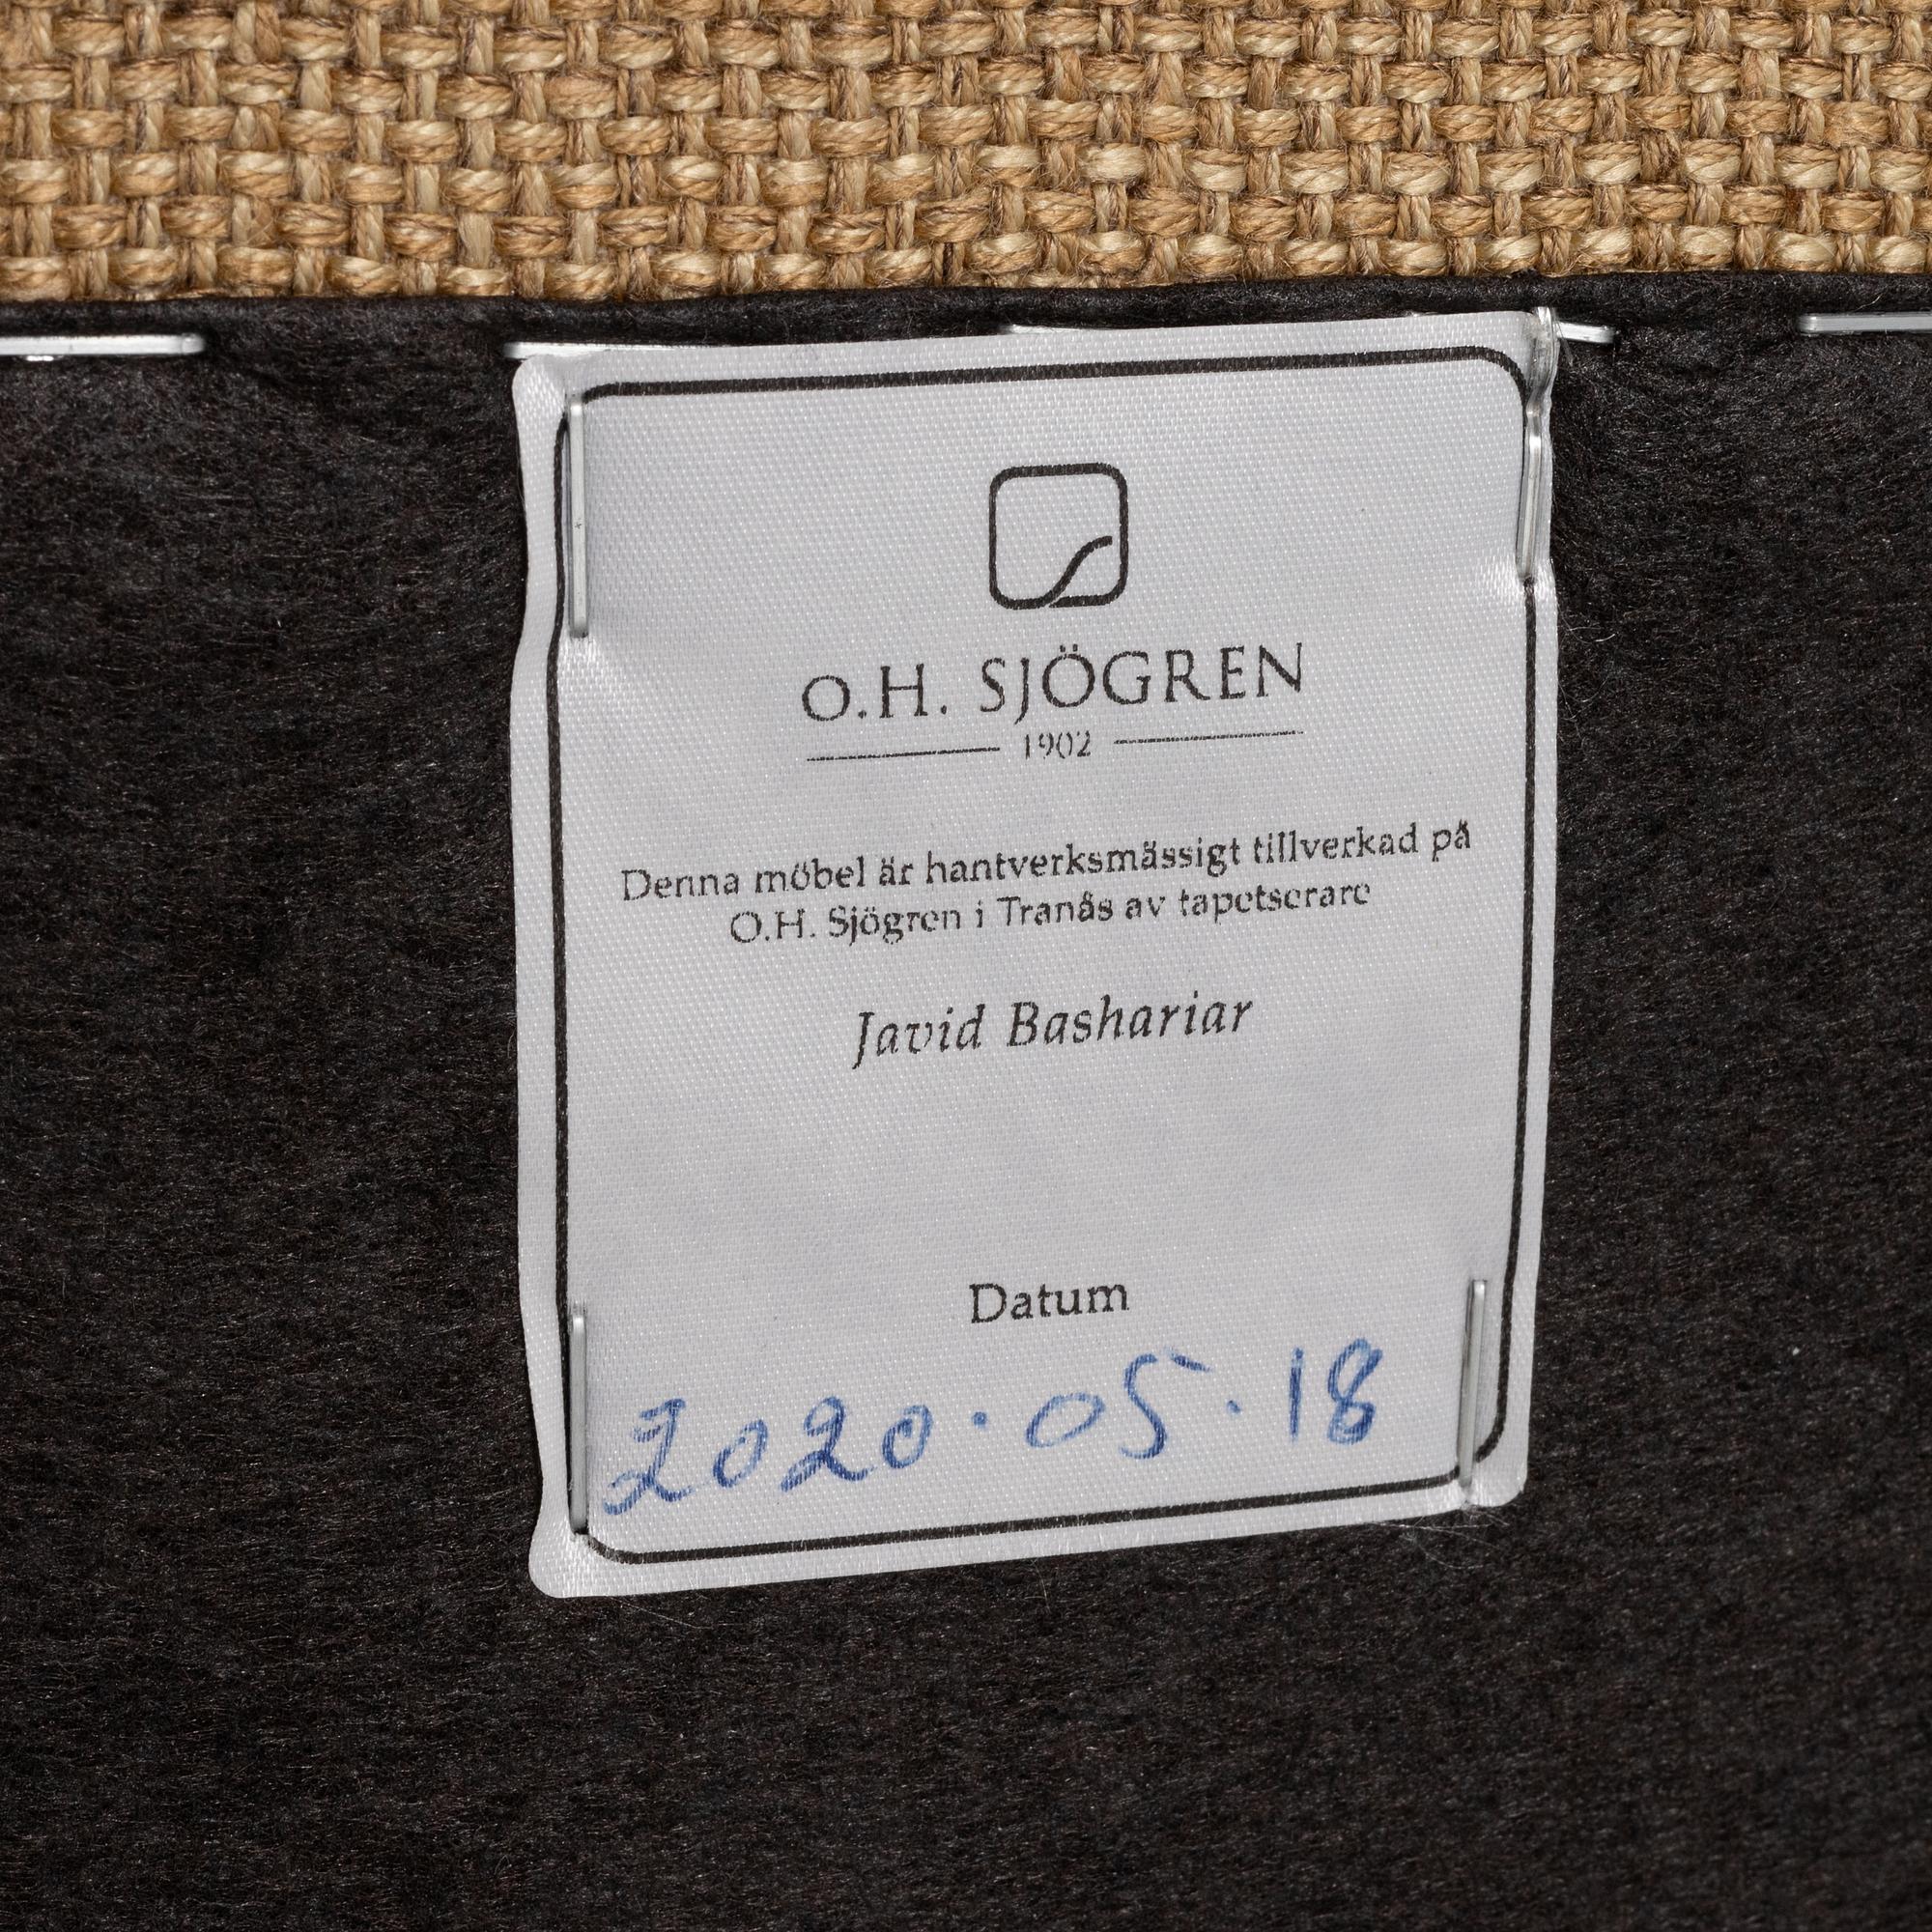 O.H. SJÖGREN
1902
Denna möbel är hantverksmässigt tillverkad på
O.H. Sjögren i Tranås av tapetserare
Javid Bashariar
Datum
2020·05·18